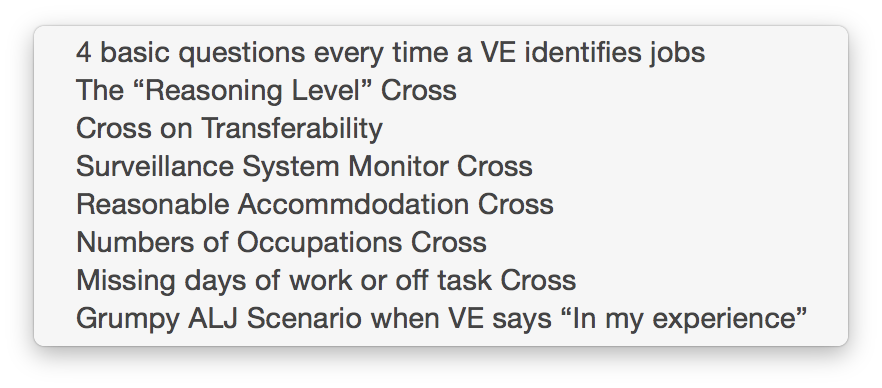 4 basic questions every time a VE identifies jobs
The “Reasoning Level” Cross
Cross on Transferability
Surveillance System Monitor Cross
Reasonable Accommdodation Cross
Numbers of Occupations Cross
Missing days of work or off task Cross
Grumpy ALJ Scenario when VE says “In my experience”